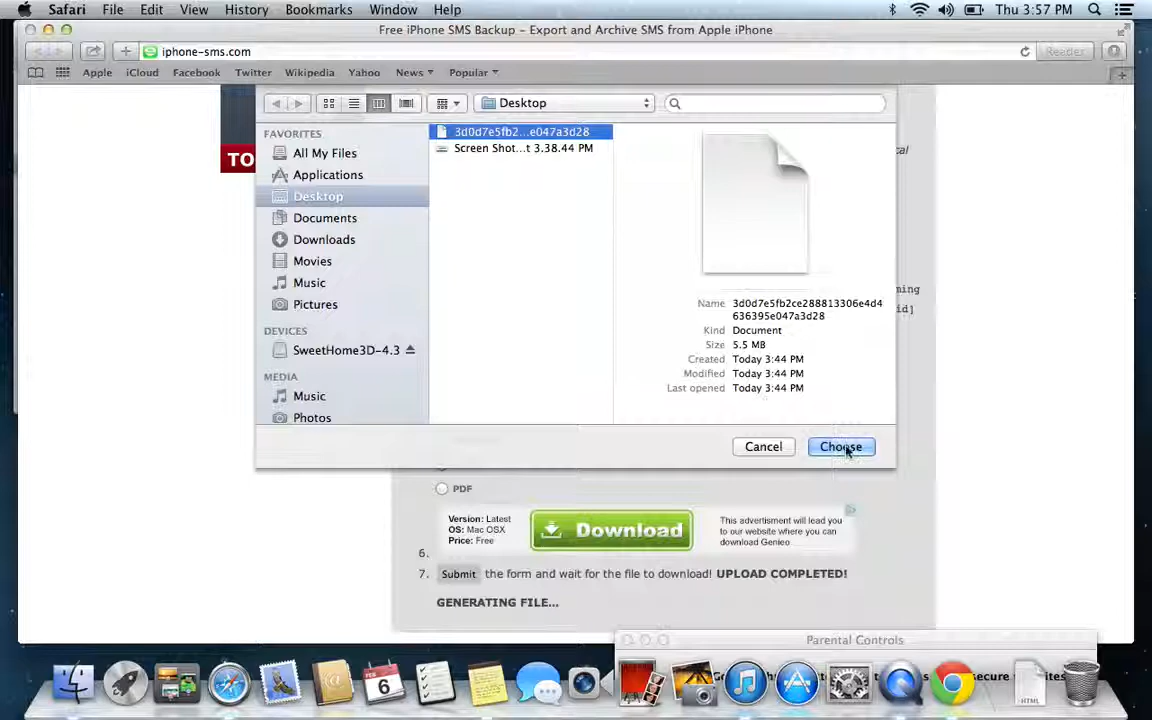 Safari File Edit View History Bookmarks Window Help Thu 3:57 PM
Free iPhone SMS Backup – Export and Archive SMS from Apple iPhone
iphone-sms.com Reader
Apple iCloud Facebook Twitter Wikipedia Yahoo News Popular
Desktop
FAVORITES
All My Files
Applications
Desktop
Documents
Downloads
Movies
Music
Pictures
DEVICES
SweetHome3D-4.3
MEDIA
Music
Photos
3d0d7e5fb2...e047a3d28
Screen Shot...t 3.38.44 PM
Name 3d0d7e5fb2ce288813306e4d4
636395e047a3d28
Kind Document
Size 5.5 MB
Created Today 3:44 PM
Modified Today 3:44 PM
Last opened Today 3:44 PM
Cancel Choose
TO
cal
ming
id]
PDF
Version: Latest
OS: Mac OSX
Price: Free
Download
This advertisment will lead you
to our website where you can
download Genieo
6.
7. Submit the form and wait for the file to download! UPLOAD COMPLETED!
GENERATING FILE...
Parental Controls
6
HTML